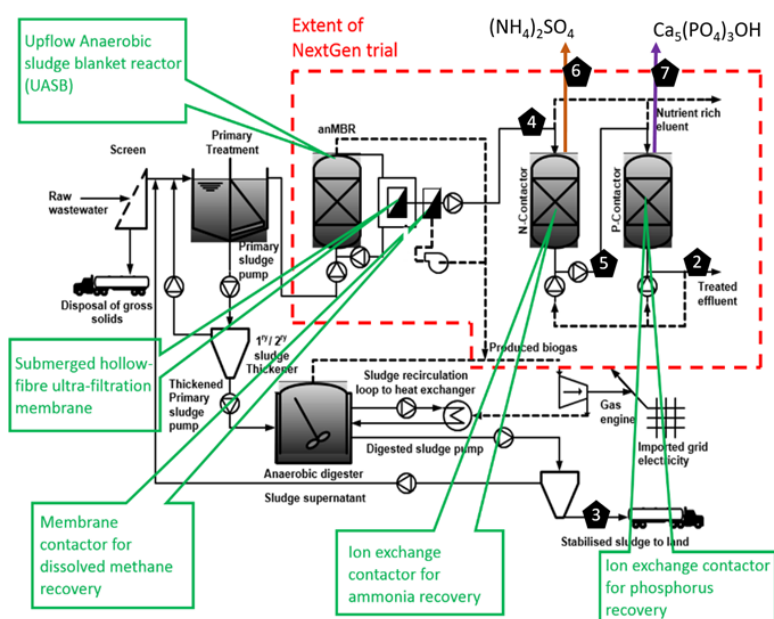 Upflow Anaerobic
sludge blanket reactor
(UASB)
Extent of
NextGen trial
(NH₄)₂SO₄
Ca₅(PO₄)₃OH
6
7
4
Nutrient rich
eluent
anMBR
Primary
Treatment
Screen
Raw
wastewater
N-Contactor
P-Contactor
Primary
sludge
pump
5
2
Treated
effluent
Disposal of gross
solids
Submerged hollow-
fibre ultra-filtration
membrane
1ʳʸ/ 2ʳʸ
sludge
Thickener
Thickened
Primary
sludge
pump
Produced biogas
Sludge recirculation
loop to heat exchanger
Gas
engine
Imported grid
electricity
Digested sludge pump
Anaerobic digester
Sludge supernatant
3
Stabilised sludge to land
Membrane
contactor for
dissolved methane
recovery
Ion exchange
contactor for
ammonia recovery
Ion exchange contactor
for phosphorus
recovery